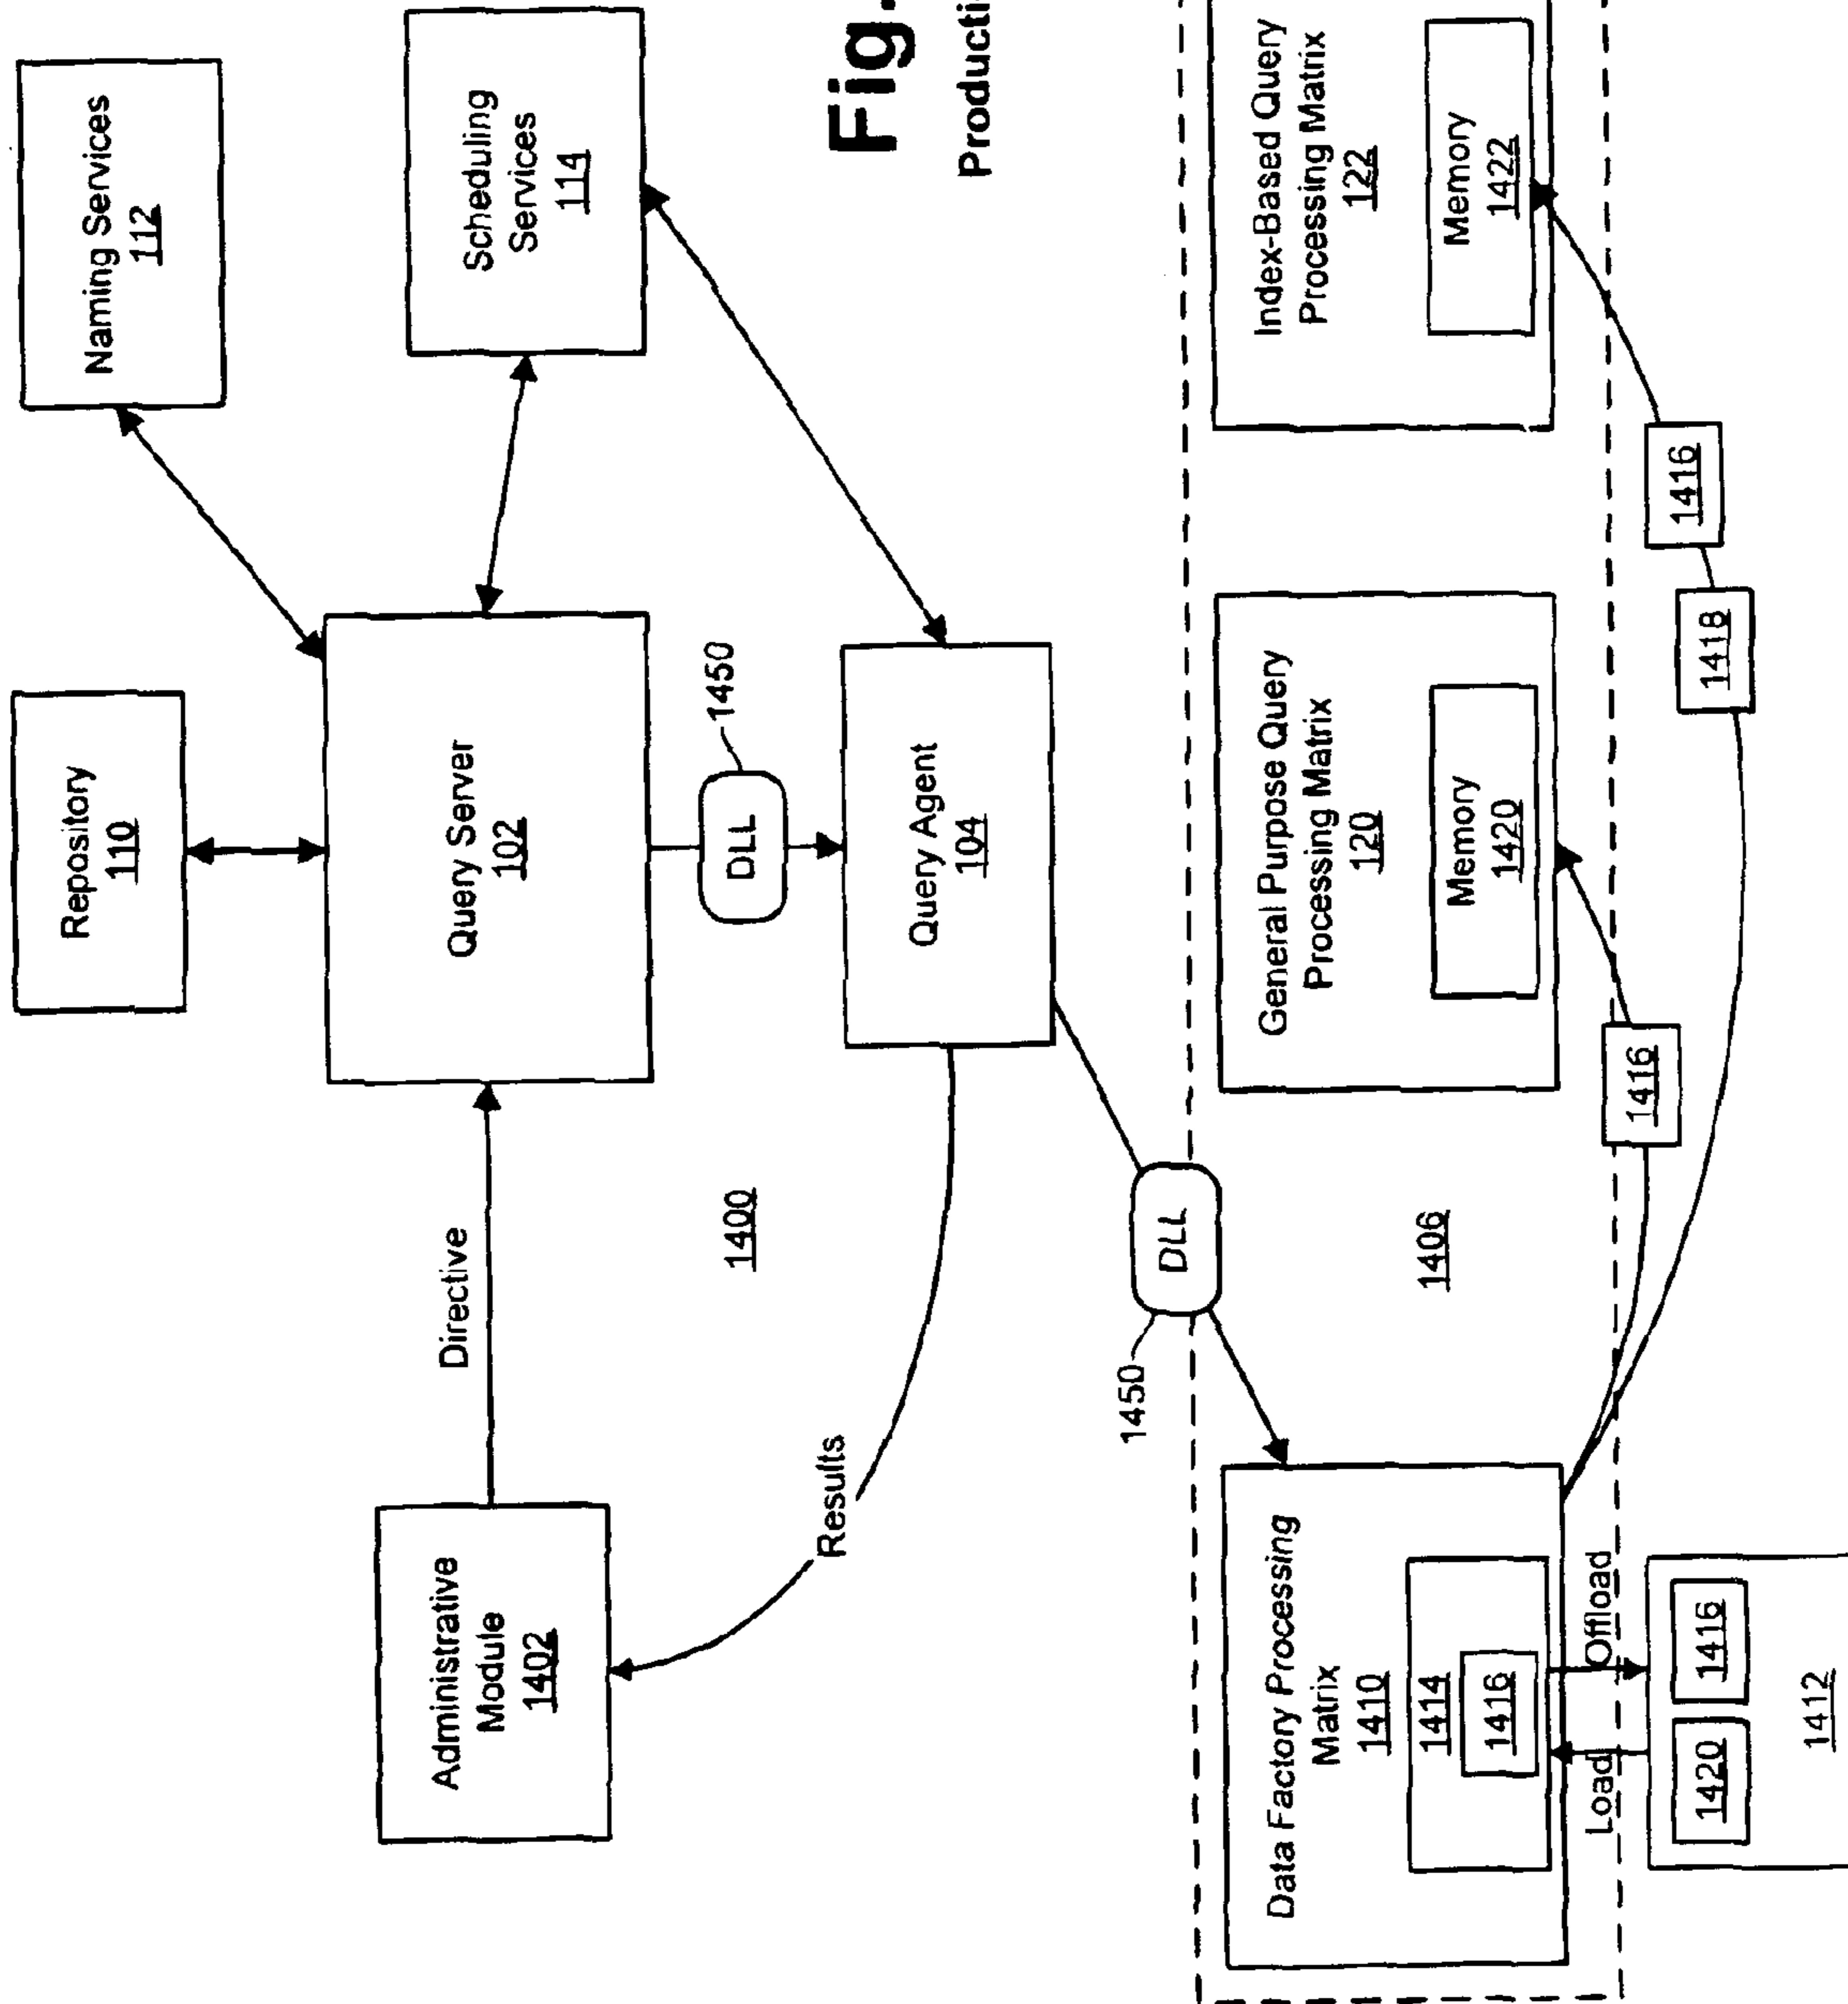 Repository
110
Naming Services
112
Administrative
Module
1402
Directive
Query Server
102
Scheduling
Services
114
1400
DLL
1450
Results
Query Agent
104
Fig.
Producti
1450
DLL
1406
Data Factory Processing
Matrix
1410
1414
1416
General Purpose Query
Processing Matrix
120
Memory
1420
Index-Based Query
Processing Matrix
122
Memory
1422
Load
Offload
1420
1416
1412
1416
1418
1416